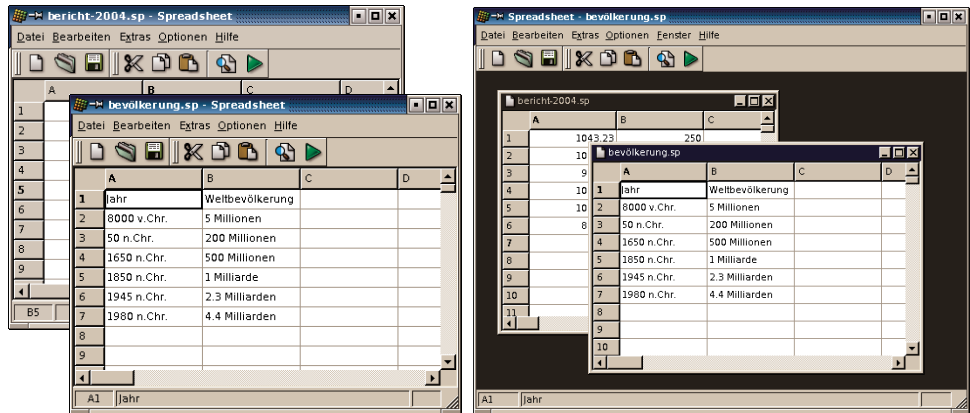 bericht-2004.sp - Spreadsheet
Datei Bearbeiten Extras Optionen Hilfe
A B C D
1
2
3
4
5
6
7
8
9
B5
bevölkerung.sp - Spreadsheet
Datei Bearbeiten Extras Optionen Hilfe
A B C D
1 Jahr Weltbevölkerung
2 8000 v.Chr. 5 Millionen
3 50 n.Chr. 200 Millionen
4 1650 n.Chr. 500 Millionen
5 1850 n.Chr. 1 Milliarde
6 1945 n.Chr. 2.3 Milliarden
7 1980 n.Chr. 4.4 Milliarden
8
9
A1 Jahr
Spreadsheet - bevölkerung.sp
Datei Bearbeiten Extras Optionen Fenster Hilfe
bericht-2004.sp
A B C
1 1043.23 250
2 10
3 9
4 10
5 10
6 8
7
8
9
10
11
bevölkerung.sp
A B C D
1 Jahr Weltbevölkerung
2 8000 v.Chr. 5 Millionen
3 50 n.Chr. 200 Millionen
4 1650 n.Chr. 500 Millionen
5 1850 n.Chr. 1 Milliarde
6 1945 n.Chr. 2.3 Milliarden
7 1980 n.Chr. 4.4 Milliarden
8
9
10
A1 Jahr